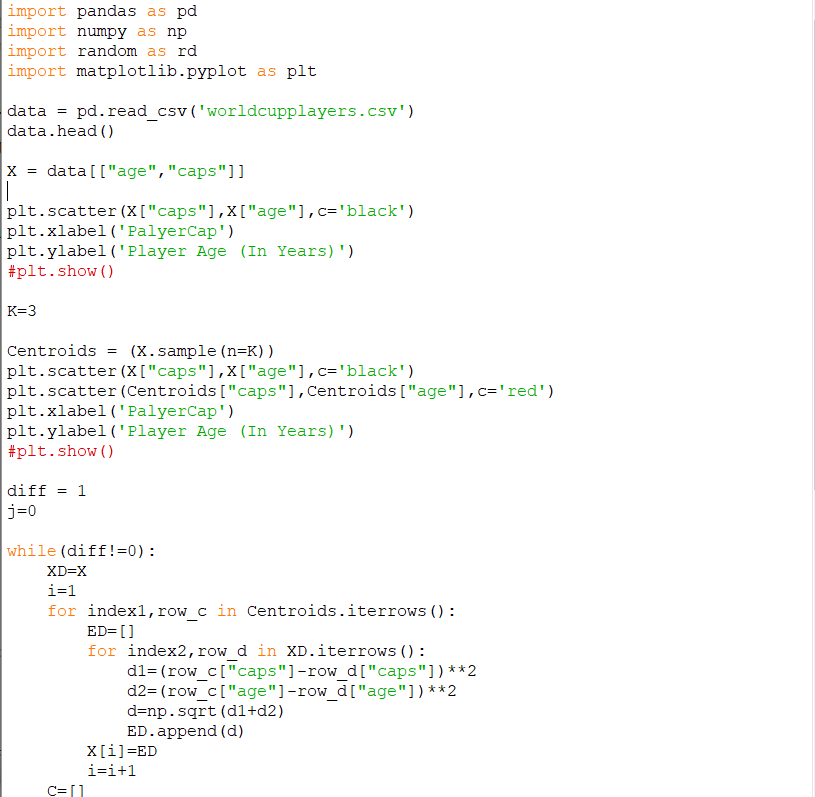 import pandas as pd
import numpy as np
import random as rd
import matplotlib.pyplot as plt
data = pd.read_csv('worldcupplayers.csv')
data.head()
X = data[["age","caps"]]
plt.scatter(X["caps"],X["age"],c='black')
plt.xlabel('PalyerCap')
plt.ylabel('Player Age (In Years)')
#plt.show()
K=3
Centroids = (X.sample(n=K))
plt.scatter(X["caps"],X["age"],c='black')
plt.scatter(Centroids["caps"],Centroids["age"],c='red')
plt.xlabel('PalyerCap')
plt.ylabel('Player Age (In Years)')
#plt.show()
diff = 1
j=0
while(diff!=0):
    XD=X
    i=1
    for index1,row_c in Centroids.iterrows():
        ED=[]
        for index2,row_d in XD.iterrows():
            d1=(row_c["caps"]-row_d["caps"])**2
            d2=(row_c["age"]-row_d["age"])**2
            d=np.sqrt(d1+d2)
            ED.append(d)
        X[i]=ED
        i=i+1
    C=[]